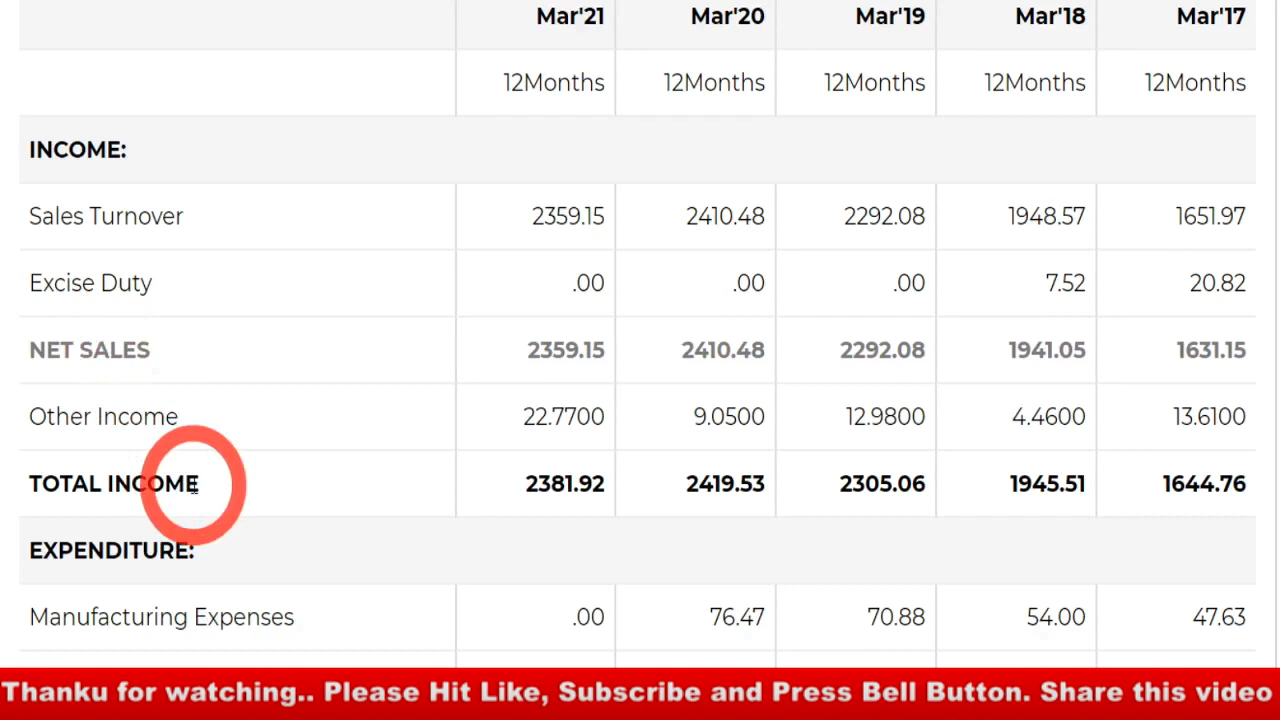 Mar'21 Mar'20 Mar'19 Mar'18 Mar'17
12Months 12Months 12Months 12Months 12Months
INCOME:
Sales Turnover 2359.15 2410.48 2292.08 1948.57 1651.97
Excise Duty .00 .00 .00 7.52 20.82
NET SALES 2359.15 2410.48 2292.08 1941.05 1631.15
Other Income 22.7700 9.0500 12.9800 4.4600 13.6100
TOTAL INCOME 2381.92 2419.53 2305.06 1945.51 1644.76
EXPENDITURE:
Manufacturing Expenses .00 76.47 70.88 54.00 47.63
Thanku for watching.. Please Hit Like, Subscribe and Press Bell Button. Share this video